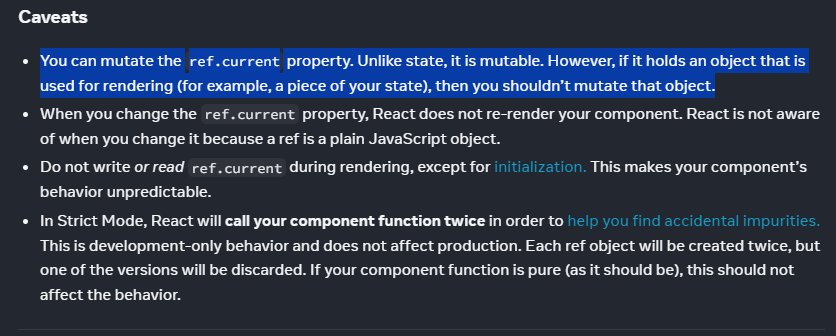 Caveats
• You can mutate the ref.current property. Unlike state, it is mutable. However, if it holds an object that is
used for rendering (for example, a piece of your state), then you shouldn’t mutate that object.
• When you change the ref.current property, React does not re-render your component. React is not aware
of when you change it because a ref is a plain JavaScript object.
• Do not write or read ref.current during rendering, except for initialization. This makes your component’s
behavior unpredictable.
• In Strict Mode, React will call your component function twice in order to help you find accidental impurities.
This is development-only behavior and does not affect production. Each ref object will be created twice, but
one of the versions will be discarded. If your component function is pure (as it should be), this should not
affect the behavior.